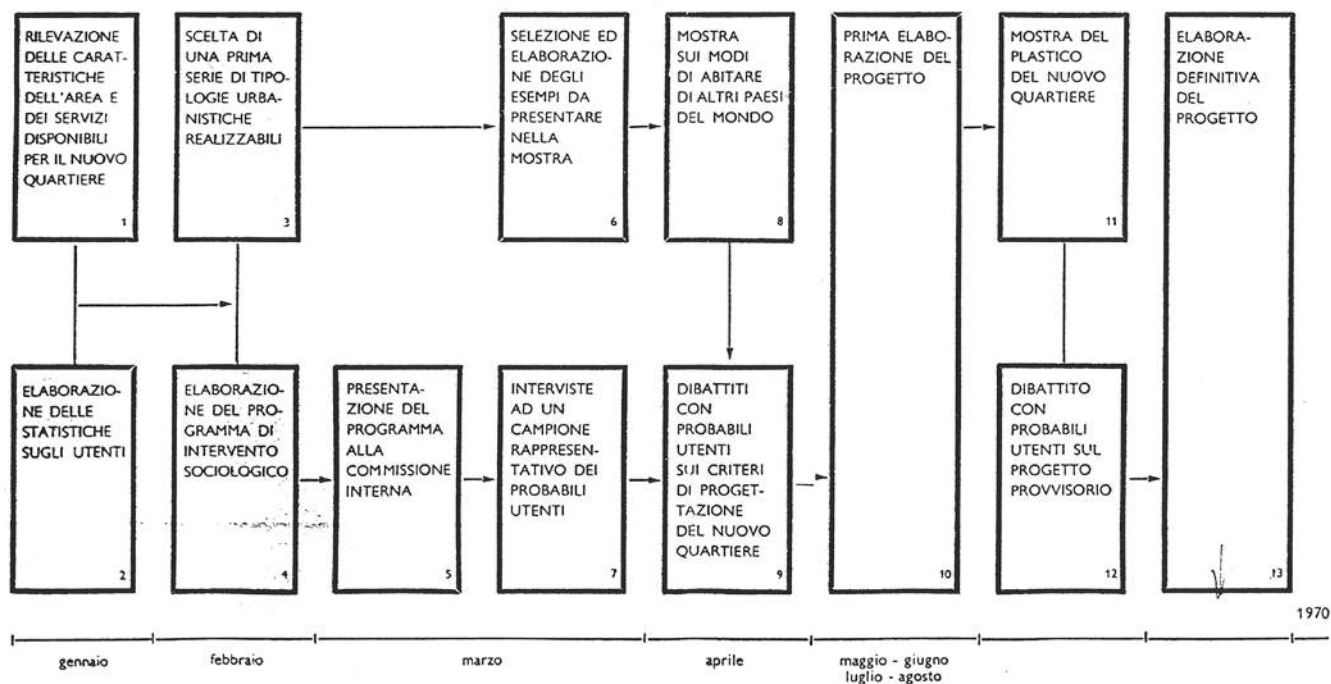 RILEVAZIONE
DELLE CARAT-
TERISTICHE
DELL'AREA E
DEI SERVIZI
DISPONIBILI
PER IL NUOVO
QUARTIERE
1
SCELTA DI
UNA PRIMA
SERIE DI TIPO-
LOGIE URBA-
NISTICHE
REALIZZABILI
3
SELEZIONE ED
ELABORAZIO-
NE DEGLI
ESEMPI DA
PRESENTARE
NELLA
MOSTRA
6
MOSTRA
SUI MODI
DI ABITARE
DI ALTRI PAESI
DEL MONDO
8
PRIMA ELABO-
RAZIONE DEL
PROGETTO
10
MOSTRA DEL
PLASTICO
DEL NUOVO
QUARTIERE
11
ELABORA-
ZIONE
DEFINITIVA
DEL
PROGETTO
13
ELABORAZIO-
NE DELLE
STATISTICHE
SUGLI UTENTI
2
ELABORAZIO-
NE DEL PRO-
GRAMMA DI
INTERVENTO
SOCIOLOGICO
4
PRESENTA-
ZIONE DEL
PROGRAMMA
ALLA
COMMISSIONE
INTERNA
5
INTERVISTE
AD UN
CAMPIONE
RAPPRESEN-
TATIVO DEI
PROBABILI
UTENTI
7
DIBATTITI
CON
PROBABILI
UTENTI
SUI CRITERI
DI PROGET-
TAZIONE
DEL NUOVO
QUARTIERE
9
DIBATTITO
CON
PROBABILI
UTENTI SUL
PROGETTO
PROVVISORIO
12
1970
gennaio
febbraio
marzo
aprile
maggio - giugno
luglio - agosto